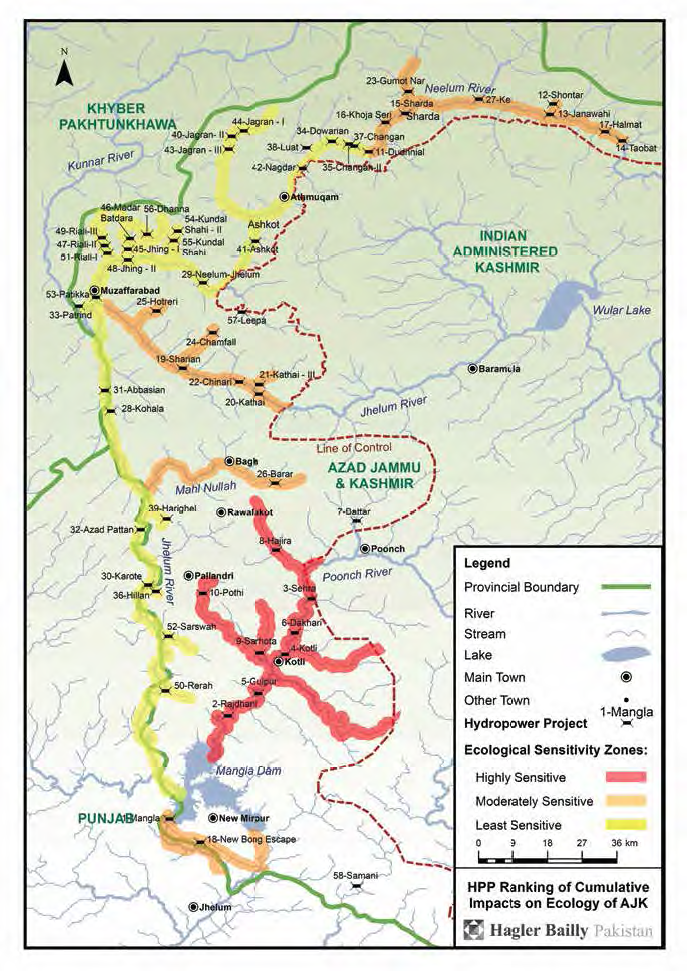 N
KHYBER
PAKHTUNKHAWA
Kunnar River
23-Gumot Nar
Neelum River
27-Ke
12-Shontar
15-Sharda
Sharda
16-Khoja Seri
13-Janawahi
17-Halmat
14-Taobat
44-Jagran - I
40-Jagran- II
43-Jagran - III
34-Dowarian
38-Luat
37-Changan
11-Dudhnial
35-Changan-II
42-Nagdar
Athmuqam
Ashkot
41-Ashkot
46-Madar
Batdara
56-Dhanna
54-Kundal
Shahi - II
49-Riali-III
47-Riali-II
51-Riali-I
45-Jhing - I
55-Kundal
Shahi
48-Jhing - II
29-Neelum-Jhelum
INDIAN
ADMINISTERED
KASHMIR
Wular Lake
53-Patikka
Muzaffarabad
33-Patrind
25-Hotreri
57-Leepa
24-Chamfall
19-Sharian
22-Chinari
21-Kathai - III
20-Kathai
Baramula
31-Abbasian
28-Kohala
Jhelum River
Line of Control
AZAD JAMMU
& KASHMIR
Bagh
26-Barar
Mahl Nullah
39-Harighel
Rawalakot
7-Dattar
32-Azad Pattan
8-Hajira
Poonch
Jhelum River
Poonch River
30-Karote
36-Hillan
Pallandri
10-Pothi
3-Sehra
52-Sarswah
6-Dakhari
9-Sarhota
4-Kotli
Kotli
50-Rerah
5-Gulpur
2-Rajdhani
Mangla Dam
PUNJAB
1-Mangla
New Mirpur
18-New Bong Escape
58-Samani
Jhelum
Legend
Provincial Boundary
River
Stream
Lake
Main Town
Other Town
1-Mangla
Hydropower Project
Ecological Sensitivity Zones:
Highly Sensitive
Moderately Sensitive
Least Sensitive
0 9 18 27 36 km
HPP Ranking of Cumulative
Impacts on Ecology of AJK
Hagler Bailly Pakistan